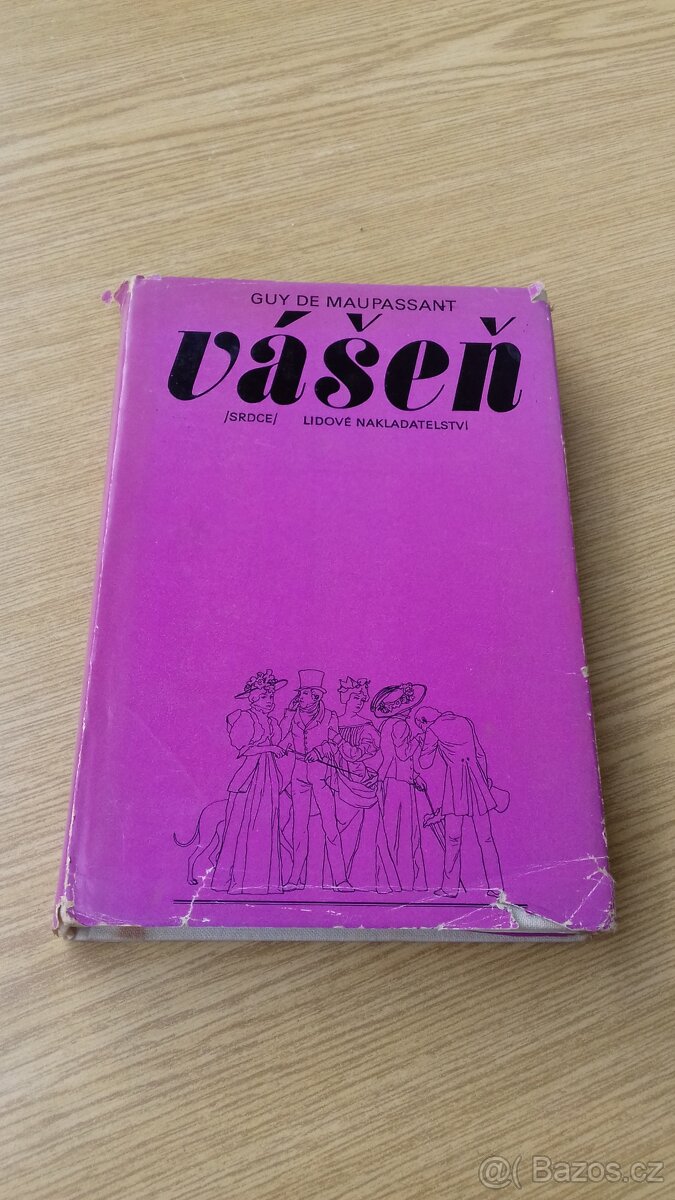 GUY DE MAUPASSANT
vášeň
/SRDCE/ LIDOVÉ NAKLADATELSTVÍ
@( Bazos.cz